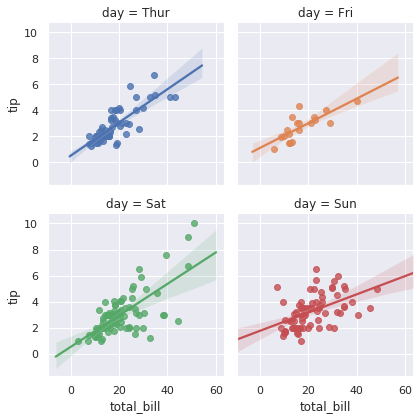 day = Thur
day = Fri
10
8
6
4
2
0
tip
day = Sat
day = Sun
10
8
6
4
2
0
tip
0
20
40
60
0
20
40
60
total_bill
total_bill